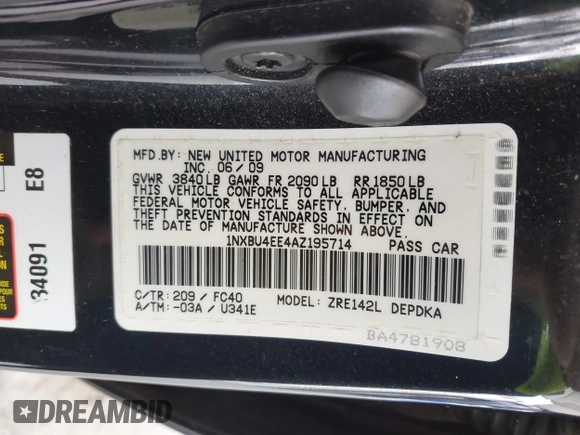 MFD.BY: NEW UNITED MOTOR MANUFACTURING
INC. 06/09
GVWR 3840LB GAWR FR 2090LB RR1850LB
THIS VEHICLE CONFORMS TO ALL APPLICABLE
FEDERAL MOTOR VEHICLE SAFETY, BUMPER, AND
THEFT PREVENTION STANDARDS IN EFFECT ON
THE DATE OF MANUFACTURE SHOWN ABOVE.
1NXBU4EE4AZ195714 PASS CAR
C/TR: 209 / FC40 MODEL: ZRE142L DEPDKA
A/TM: -03A / U341E
BA4781908
34091 E8
DREAMBID